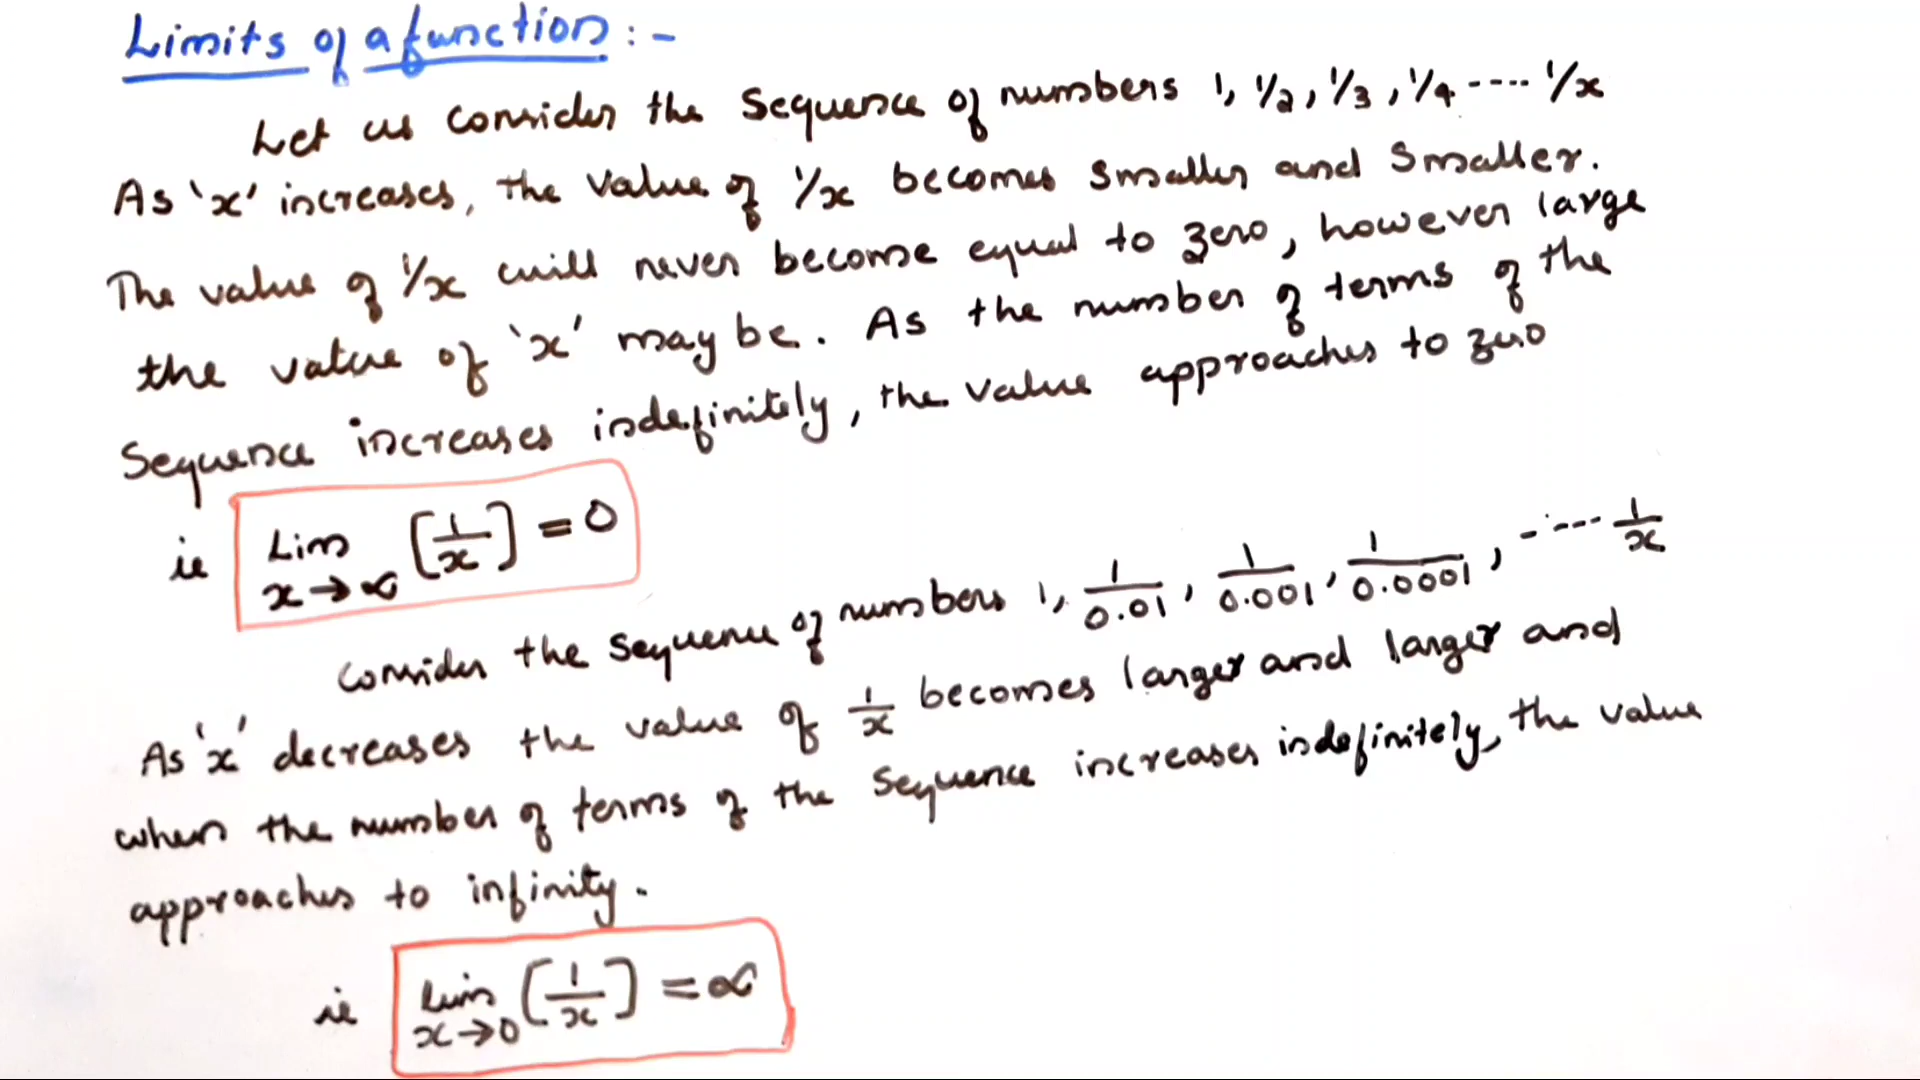 Limits of a function :-
Let us consider the sequence of numbers 1, 1/2, 1/3, 1/4 ---- 1/x
As 'x' increases, the value of 1/x becomes smaller and smaller.
The value of 1/x will never become equal to zero, however large
the value of 'x' may be. As the number of terms of the
sequence increases indefinitely, the value approaches to zero
ie Lim x→∞ [1/x] = 0
consider the sequence of numbers 1, 1/0.01, 1/0.001, 1/0.0001, ----- 1/x
As 'x' decreases the value of 1/x becomes larger and larger and
when the number of terms of the sequence increases indefinitely, the value
approaches to infinity.
ie Lim x→0 [1/x] = ∞